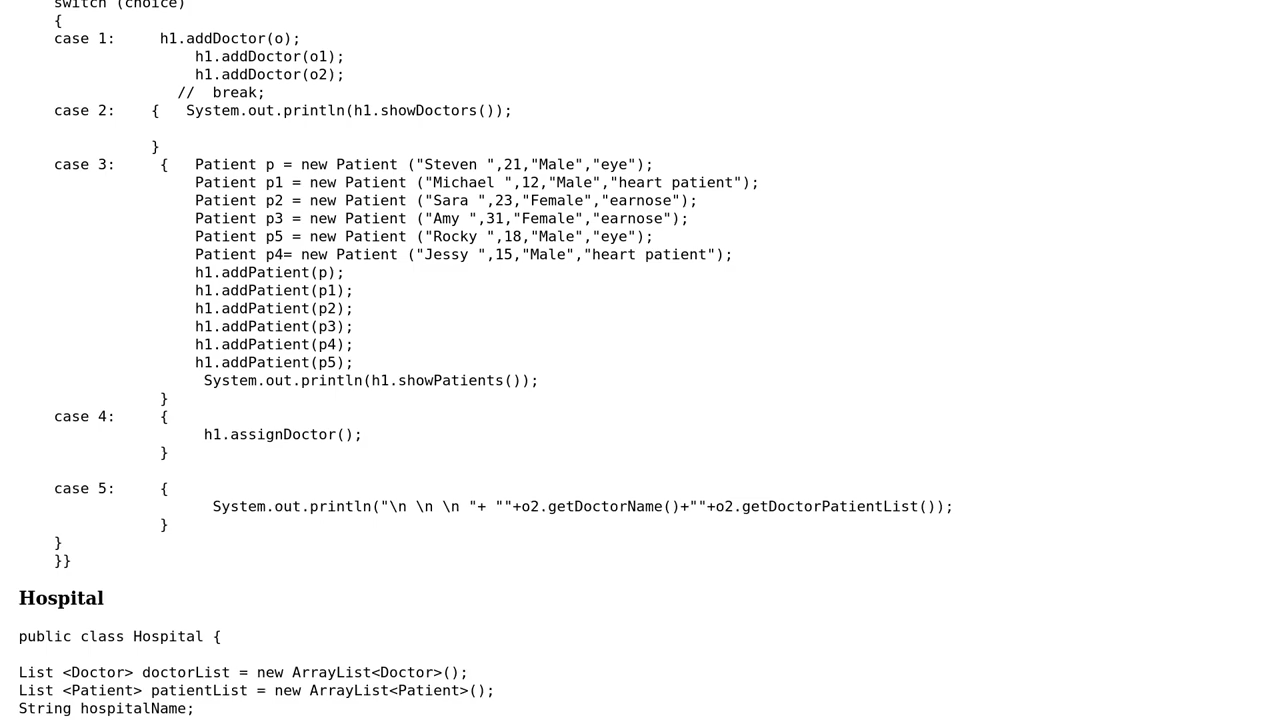 switch (choice)
{
case 1:     h1.addDoctor(o);
h1.addDoctor(o1);
h1.addDoctor(o2);
//  break;
case 2:    {   System.out.println(h1.showDoctors());
}
case 3:     {   Patient p = new Patient ("Steven ",21,"Male","eye");
Patient p1 = new Patient ("Michael ",12,"Male","heart patient");
Patient p2 = new Patient ("Sara ",23,"Female","earnose");
Patient p3 = new Patient ("Amy ",31,"Female","earnose");
Patient p5 = new Patient ("Rocky ",18,"Male","eye");
Patient p4= new Patient ("Jessy ",15,"Male","heart patient");
h1.addPatient(p);
h1.addPatient(p1);
h1.addPatient(p2);
h1.addPatient(p3);
h1.addPatient(p4);
h1.addPatient(p5);
System.out.println(h1.showPatients());
}
case 4:     {
h1.assignDoctor();
}
case 5:     {
System.out.println("\n \n \n "+ ""+o2.getDoctorName()+""+o2.getDoctorPatientList());
}
}
}}
Hospital
public class Hospital {
List <Doctor> doctorList = new ArrayList<Doctor>();
List <Patient> patientList = new ArrayList<Patient>();
String hospitalName;